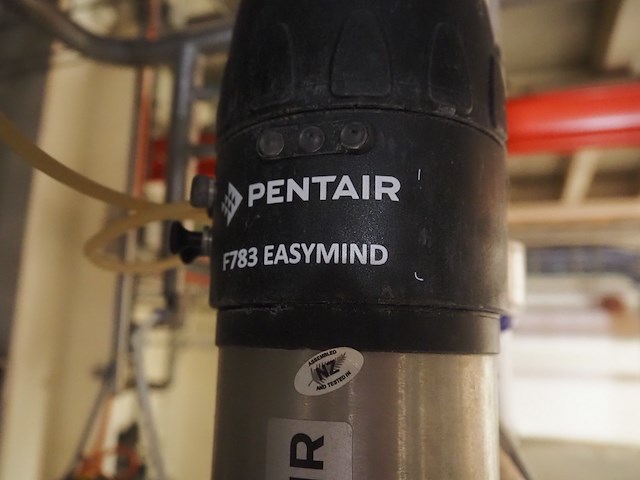 PENTAIR
F783 EASYMIND
ASSEMBLED
NZ
AND TESTED IN